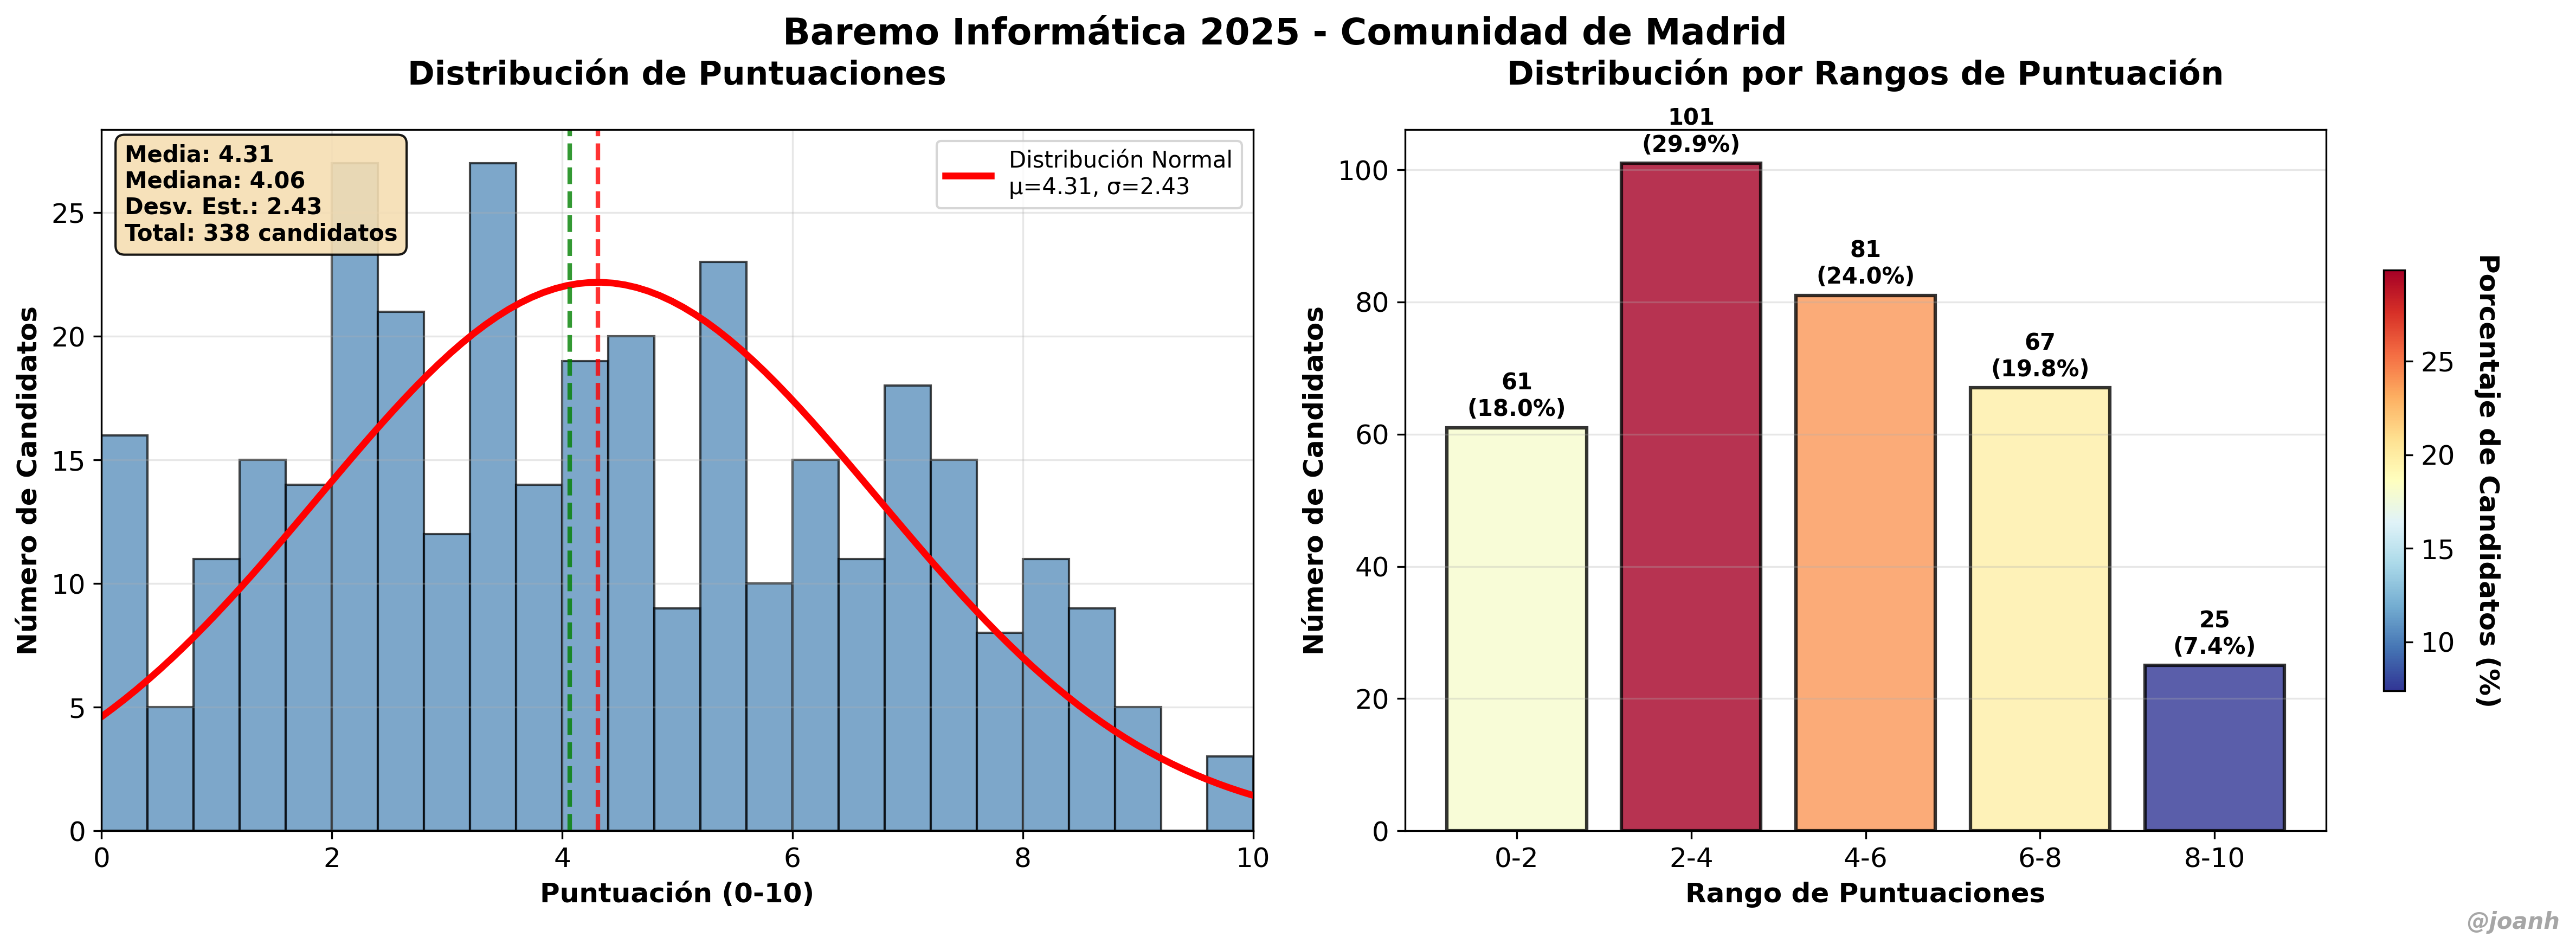 Baremo Informática 2025 - Comunidad de Madrid
Distribución de Puntuaciones
Media: 4.31
Mediana: 4.06
Desv. Est.: 2.43
Total: 338 candidatos
Distribución Normal
μ=4.31, σ=2.43
Número de Candidatos
25
20
15
10
5
0
0 2 4 6 8 10
Puntuación (0-10)
Distribución por Rangos de Puntuación
Número de Candidatos
100
80
60
40
20
0
61
(18.0%)
101
(29.9%)
81
(24.0%)
67
(19.8%)
25
(7.4%)
0-2 2-4 4-6 6-8 8-10
Rango de Puntuaciones
25
20
15
10
Porcentaje de Candidatos (%)
@joanh